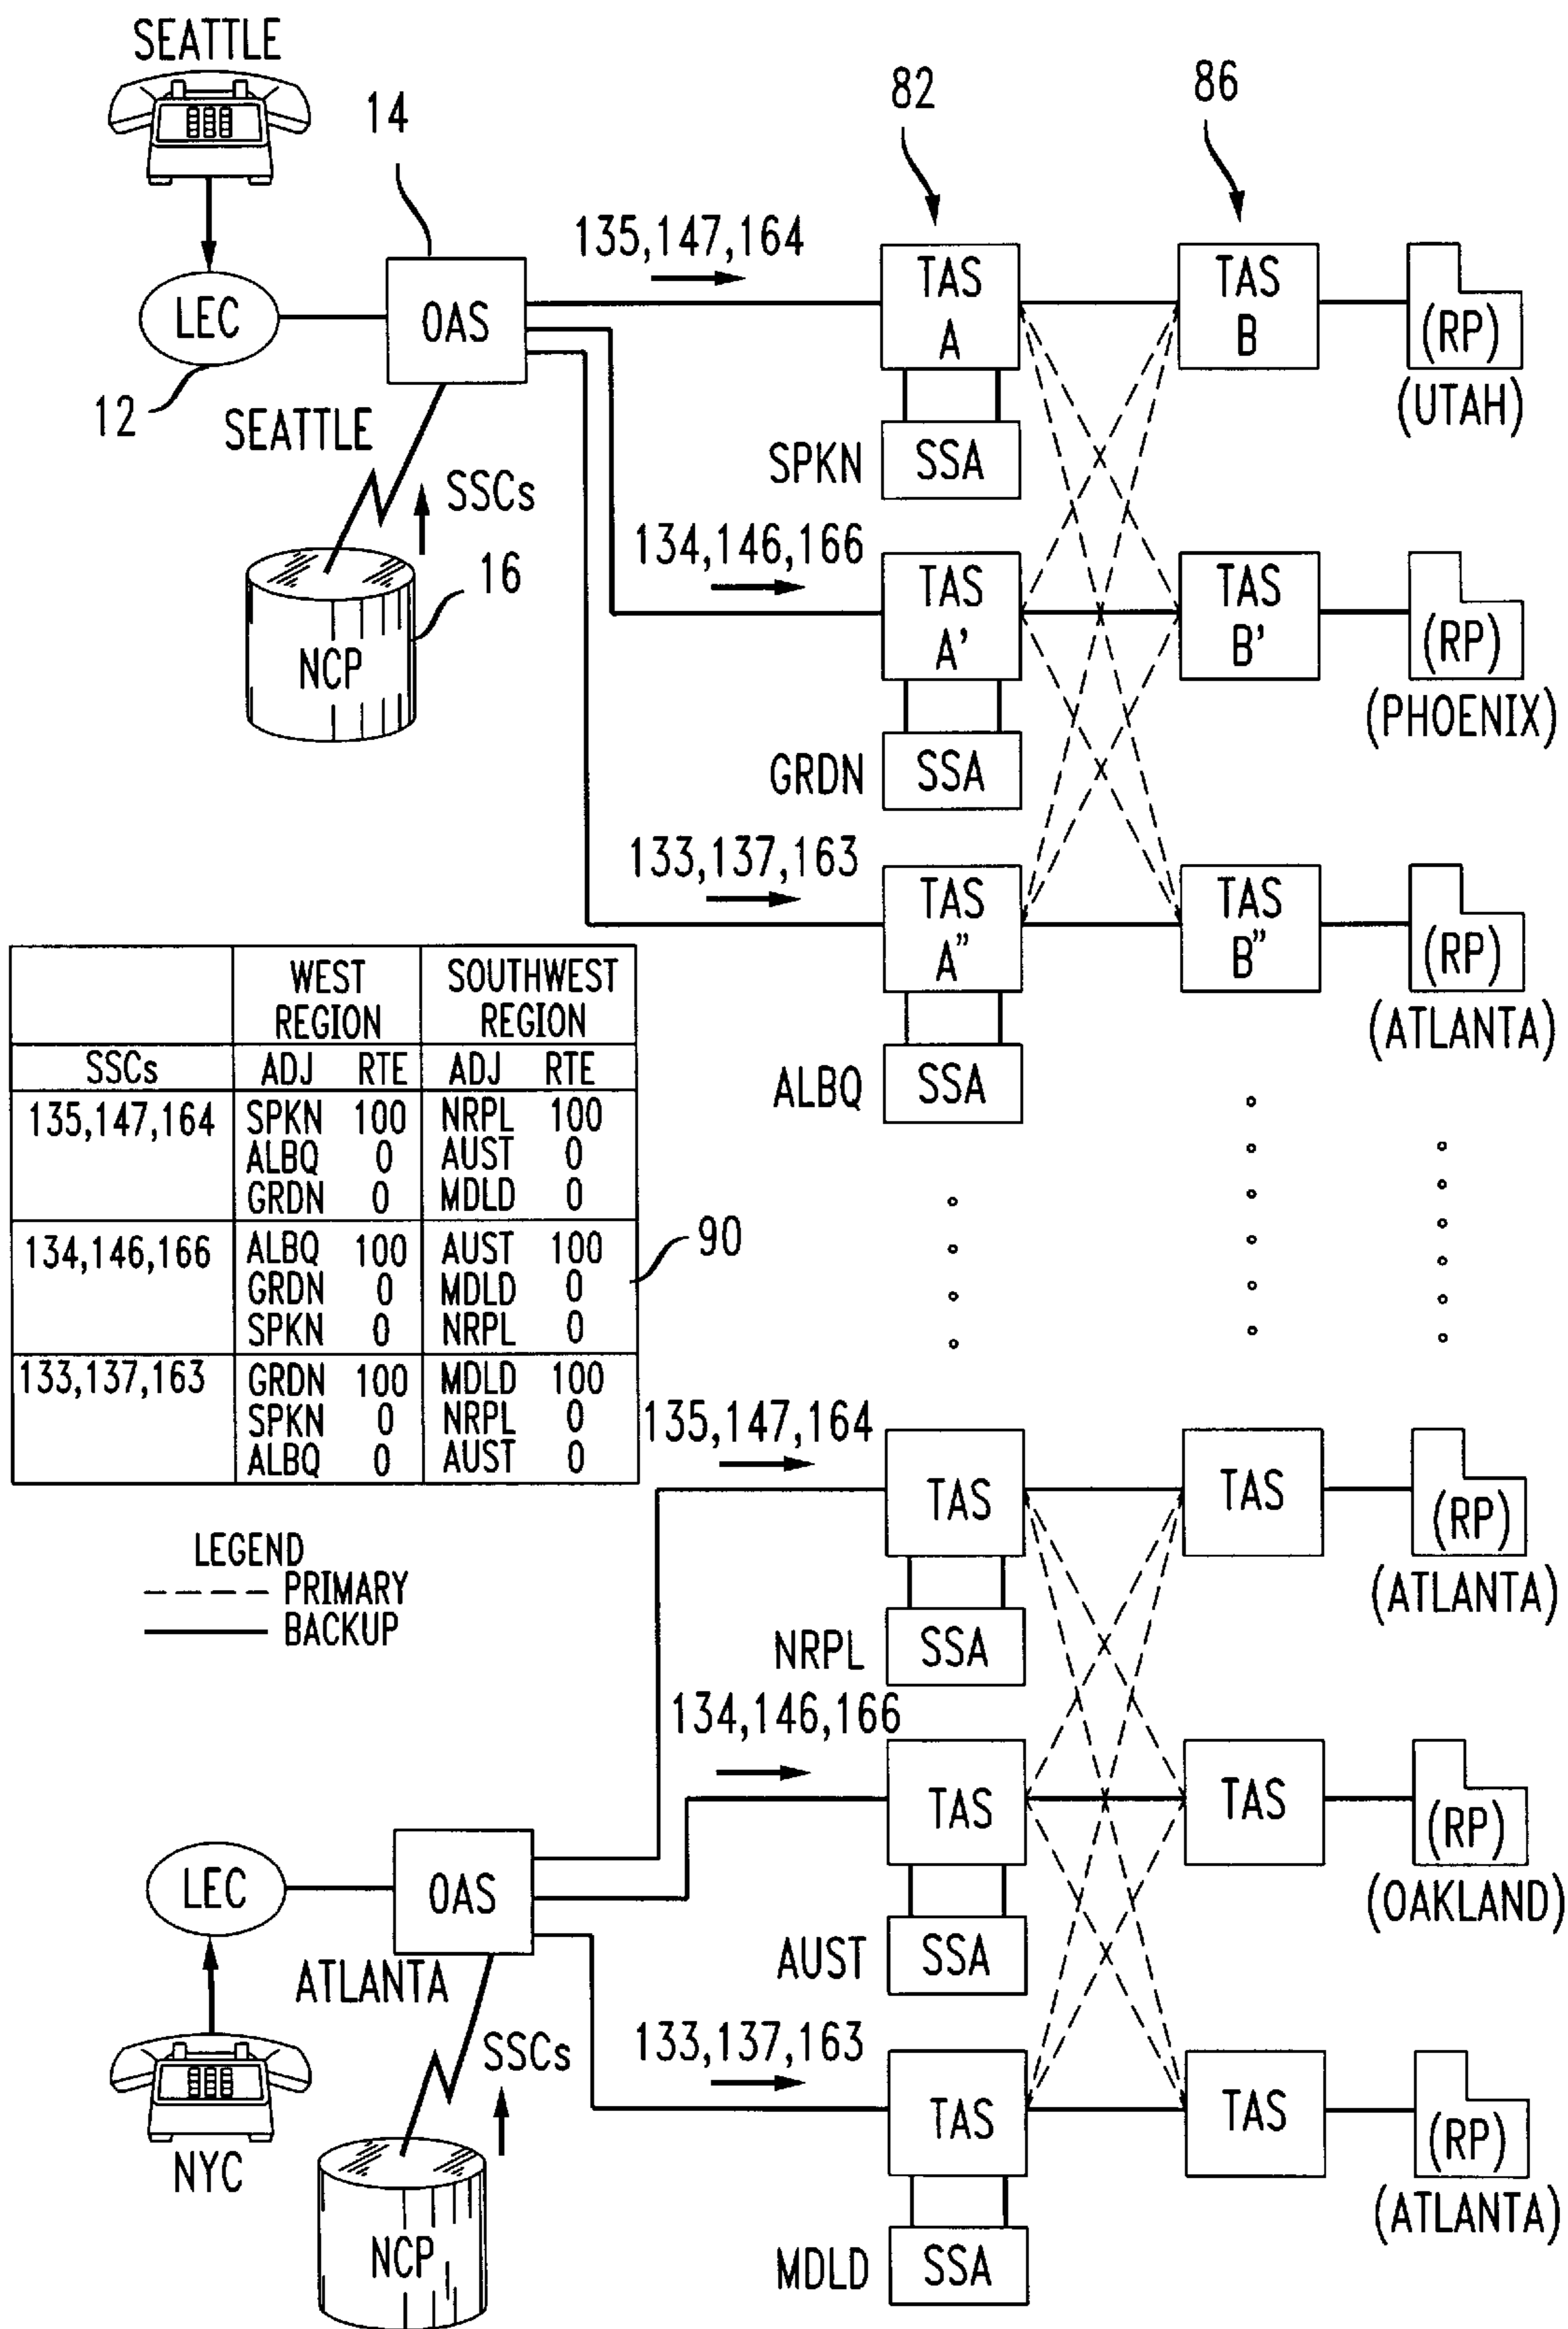 SEATTLE
14
82
86
135,147,164
LEC
OAS
TAS
A
TAS
B
(RP)
(UTAH)
12
SEATTLE
SPKN
SSA
SSCs
16
NCP
134,146,166
TAS
A'
TAS
B'
(RP)
(PHOENIX)
GRDN
SSA
133,137,163
TAS
A"
TAS
B"
(RP)
(ATLANTA)
ALBQ
SSA
WEST REGION SOUTHWEST REGION
SSCs ADJ RTE ADJ RTE
135,147,164 SPKN 100 NRPL 100
ALBQ 0 AUST 0
GRDN 0 MDLD 0
134,146,166 ALBQ 100 AUST 100
GRDN 0 MDLD 0
SPKN 0 NRPL 0
133,137,163 GRDN 100 MDLD 100
SPKN 0 NRPL 0
ALBQ 0 AUST 0
90
LEGEND
PRIMARY
BACKUP
135,147,164
TAS
TAS
(RP)
(ATLANTA)
NRPL
SSA
134,146,166
TAS
TAS
(RP)
(OAKLAND)
LEC
OAS
AUST
SSA
ATLANTA
NYC
SSCs
NCP
133,137,163
TAS
TAS
(RP)
(ATLANTA)
MDLD
SSA